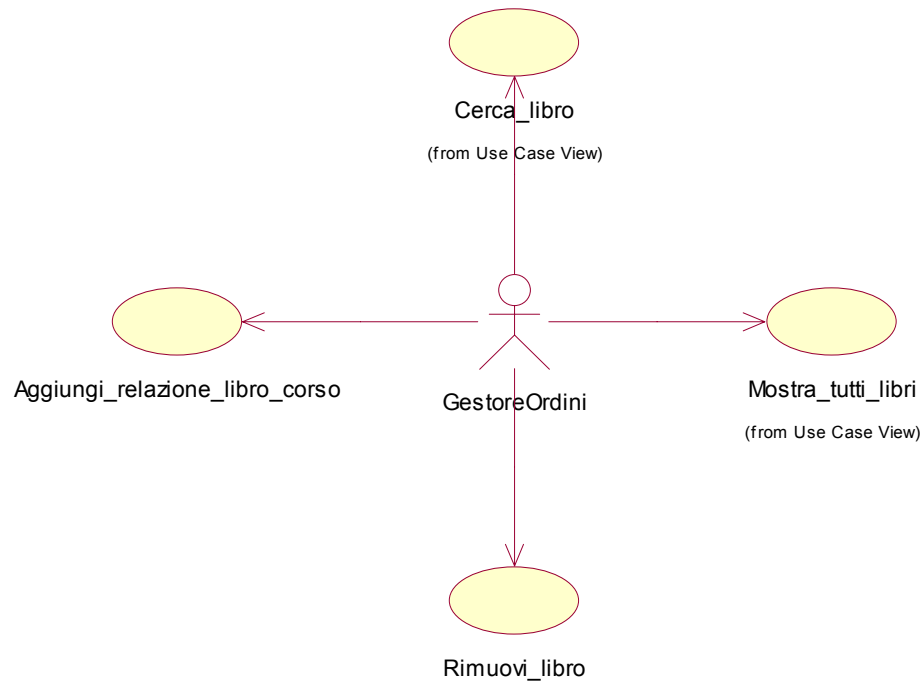 Cerca_libro
(from Use Case View)
Aggiungi_relazione_libro_corso
GestoreOrdini
Mostra_tutti_libri
(from Use Case View)
Rimuovi_libro